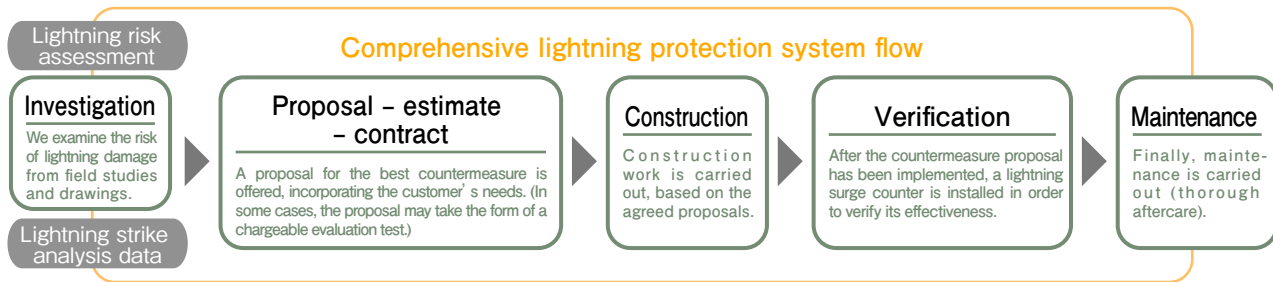 Lightning risk
assessment
Comprehensive lightning protection system flow
Investigation
We examine the risk
of lightning damage
from field studies
and drawings.
Lightning strike
analysis data
Proposal – estimate
– contract
A proposal for the best countermeasure is
offered, incorporating the customer’s needs. (In
some cases, the proposal may take the form of a
chargeable evaluation test.)
Construction
Construction
work is carried
out, based on the
agreed proposals.
Verification
After the countermeasure proposal
has been implemented, a lightning
surge counter is installed in order
to verify its effectiveness.
Maintenance
Finally, mainte-
nance is carried
out (thorough
aftercare).